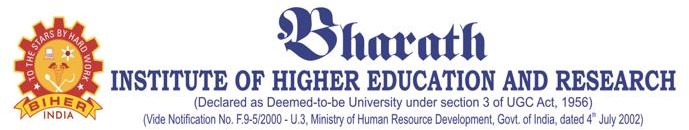 TO THE STARS BY HARD WORK
BIHER
INDIA
Bharath
INSTITUTE OF HIGHER EDUCATION AND RESEARCH
(Declared as Deemed-to-be University under section 3 of UGC Act, 1956)
(Vide Notification No. F.9-5/2000 - U.3, Ministry of Human Resource Development, Govt. of India, dated 4th July 2002)